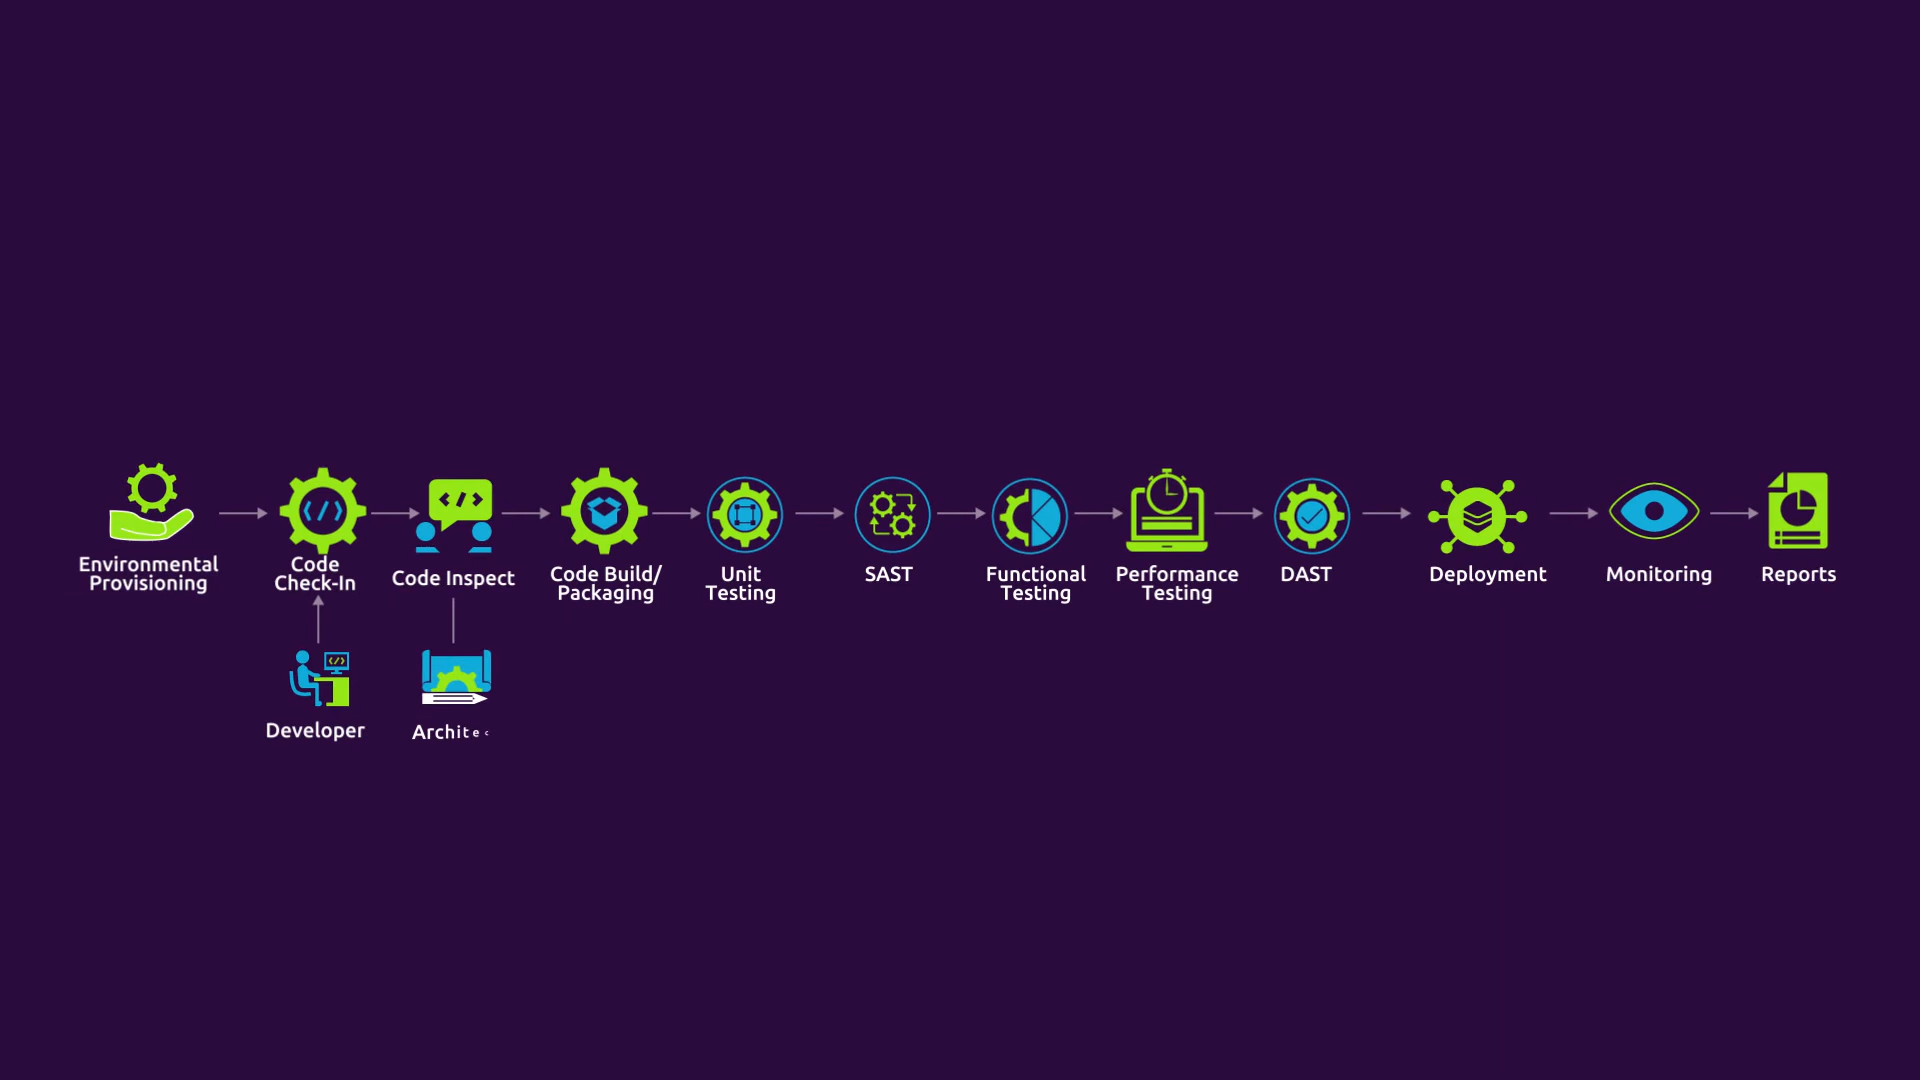 Environmental
Provisioning
Code
Check-In
Code Inspect
Code Build/
Packaging
Unit
Testing
SAST
Functional
Testing
Performance
Testing
DAST
Deployment
Monitoring
Reports
Developer
Architec